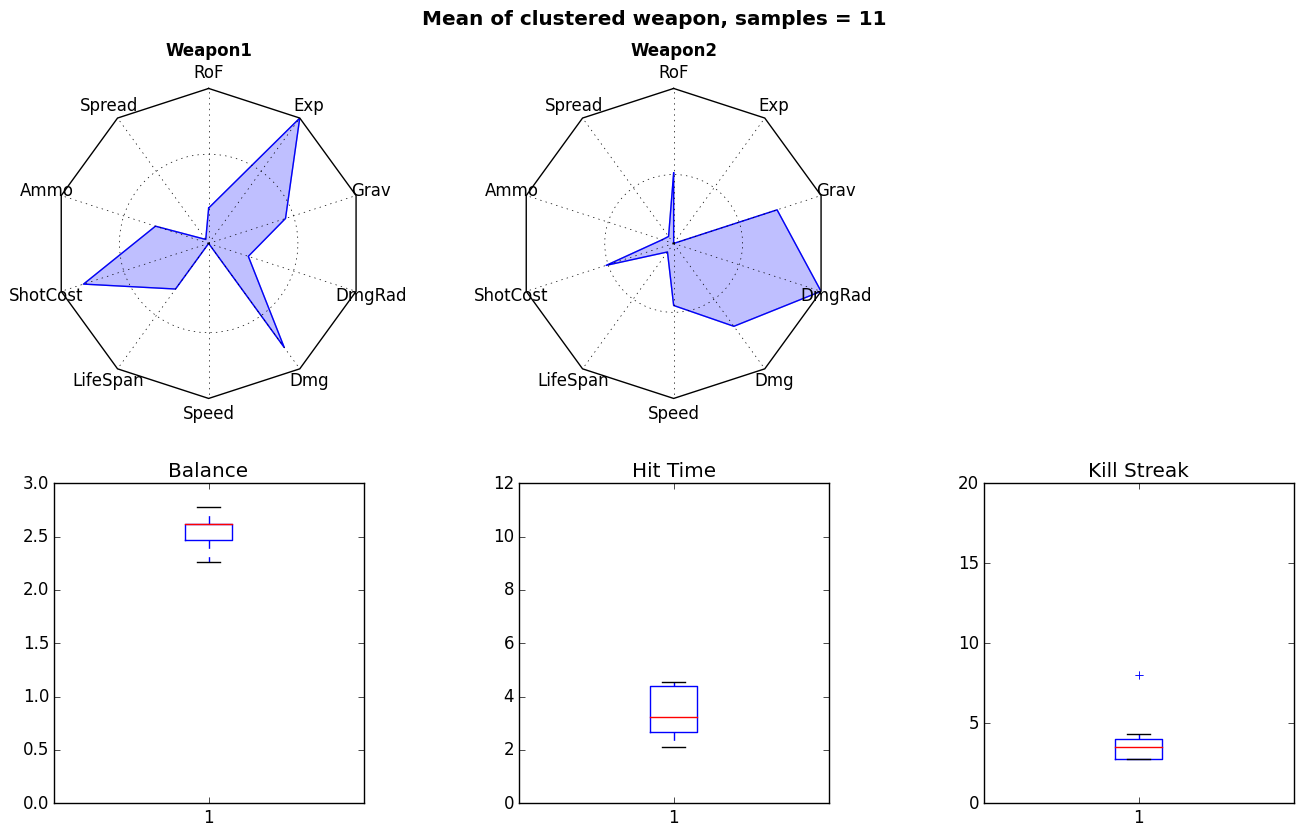 Mean of clustered weapon, samples = 11
Weapon1
RoF
Exp
Spread
Grav
Ammo
DmgRad
ShotCost
Dmg
LifeSpan
Speed
Weapon2
RoF
Exp
Spread
Grav
Ammo
DmgRad
ShotCost
Dmg
LifeSpan
Speed
Balance
3.0
2.5
2.0
1.5
1.0
0.5
0.0
1
Hit Time
12
10
8
6
4
2
0
1
Kill Streak
20
15
10
5
0
1